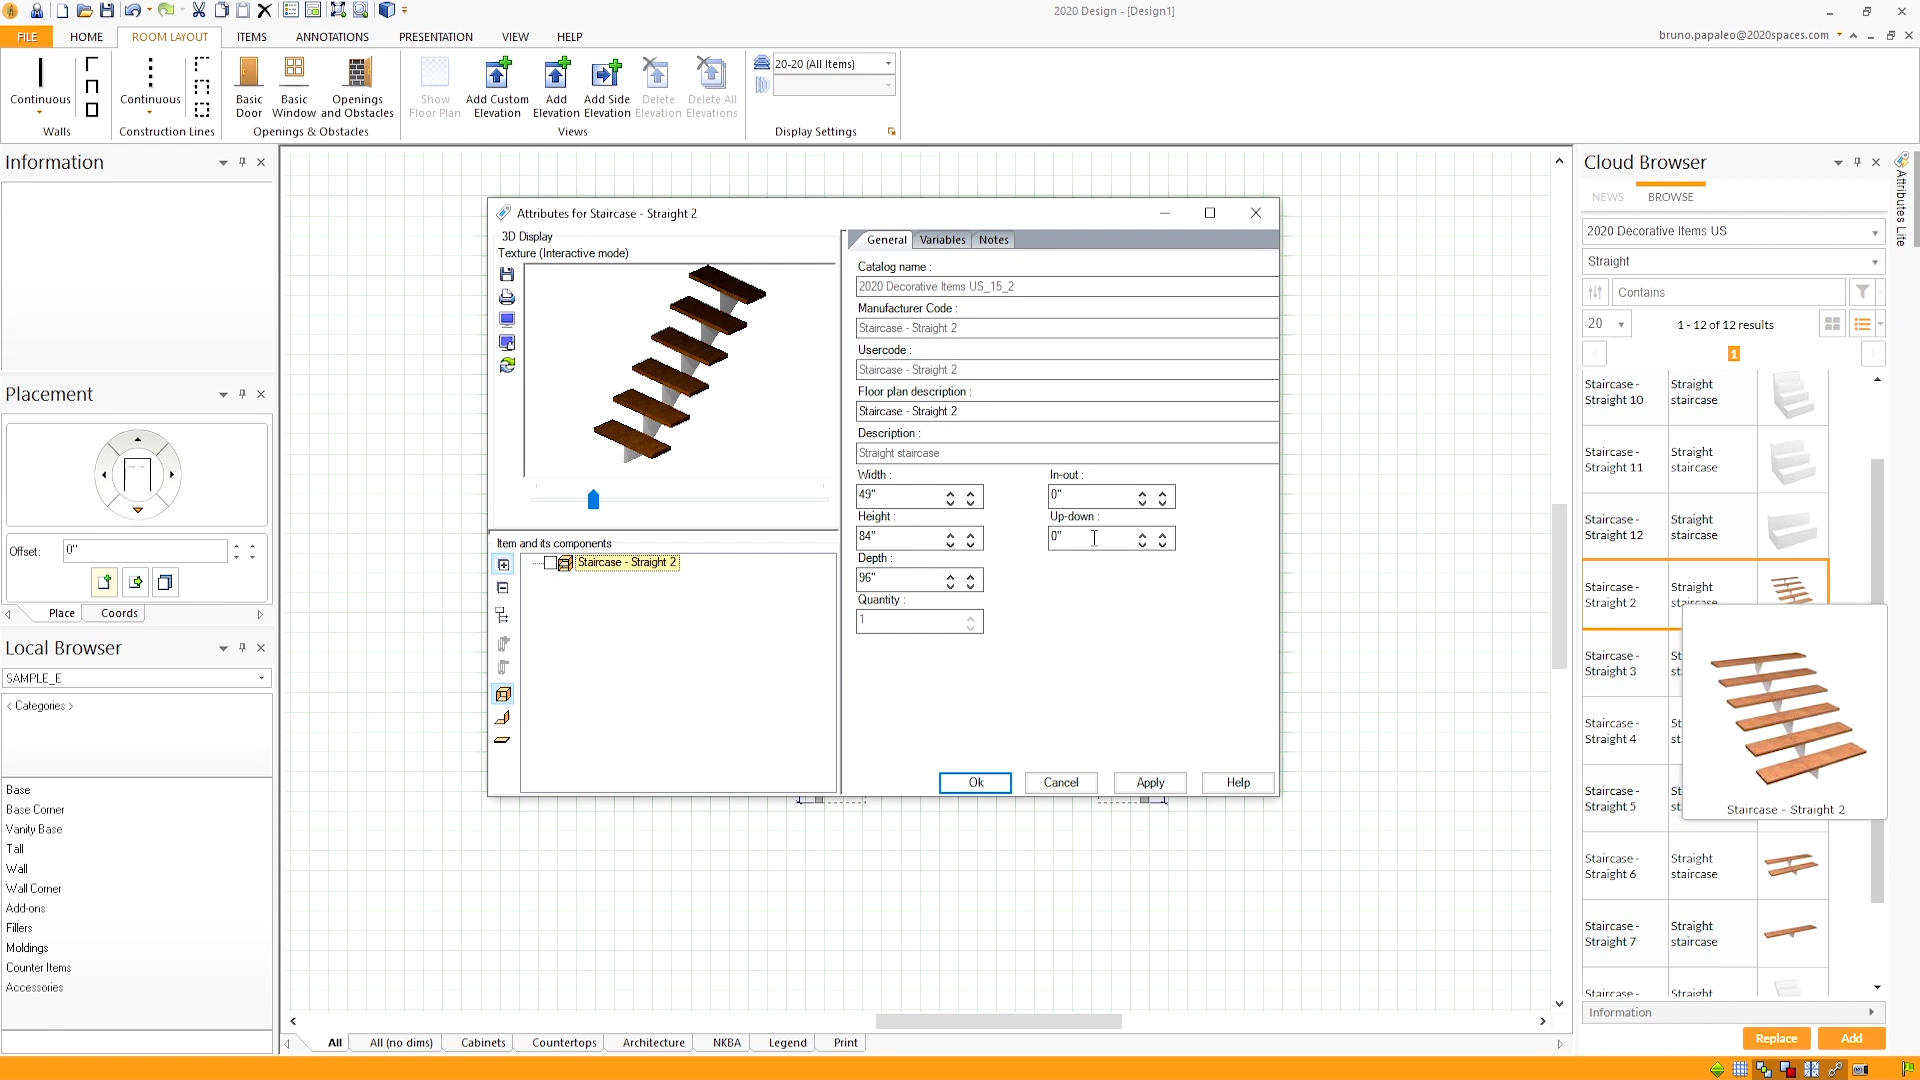 2020 Design - [Design1]
FILE
HOME
ROOM LAYOUT
ITEMS
ANNOTATIONS
PRESENTATION
VIEW
HELP
bruno.papaleo@2020spaces.com
Continuous
Walls
Continuous
Construction Lines
Basic Door
Basic Window
Openings and Obstacles
Openings & Obstacles
Show Floor Plan
Add Custom Elevation
Add Elevation
Add Side Elevation
Delete Elevation
Delete All Elevations
Views
20-20 (All Items)
Display Settings
Information
Placement
Offset:
0"
Place
Coords
Local Browser
SAMPLE_E
< Categories >
Base
Base Corner
Vanity Base
Tall
Wall
Wall Corner
Add-ons
Fillers
Moldings
Counter Items
Accessories
Attributes for Staircase - Straight 2
3D Display
Texture (Interactive mode)
Item and its components
Staircase - Straight 2
General
Variables
Notes
Catalog name :
2020 Decorative Items US_15_2
Manufacturer Code :
Staircase - Straight 2
Usercode :
Staircase - Straight 2
Floor plan description :
Staircase - Straight 2
Description :
Straight staircase
Width :
49"
In-out :
0"
Height :
84"
Up-down :
0"
Depth :
96"
Quantity :
1
Ok
Cancel
Apply
Help
All
All (no dims)
Cabinets
Countertops
Architecture
NKBA
Legend
Print
Cloud Browser
NEWS
BROWSE
2020 Decorative Items US
Straight
Contains
20
1 - 12 of 12 results
1
Staircase - Straight 10
Straight staircase
Staircase - Straight 11
Straight staircase
Staircase - Straight 12
Straight staircase
Staircase - Straight 2
Straight staircase
Staircase - Straight 3
St
st
Staircase - Straight 4
St
st
Staircase - Straight 5
St
st
Staircase - Straight 2
Staircase - Straight 6
Straight staircase
Staircase - Straight 7
Straight staircase
Staircase -
Straight
Information
Replace
Add
Attributes Lite